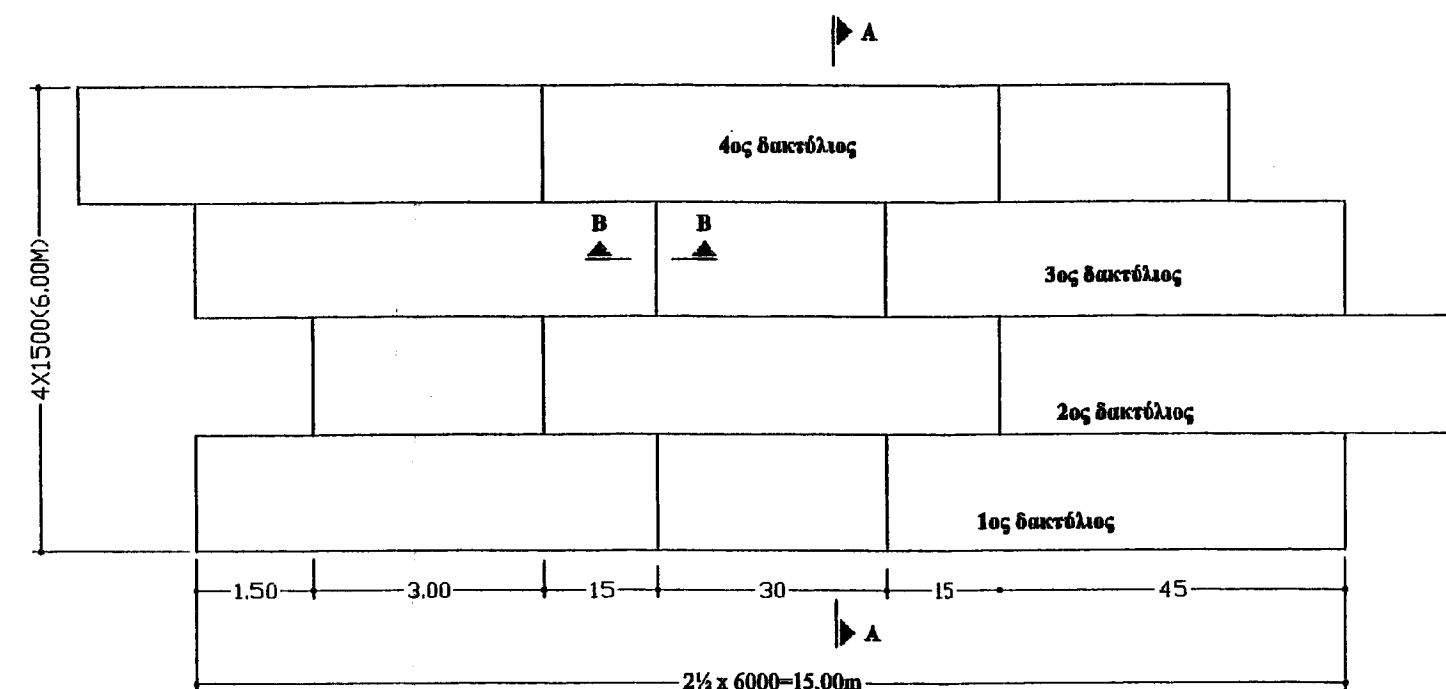 A
4ος δακτύλιος
B B
3ος δακτύλιος
4X1500(6.00M)
2ος δακτύλιος
1ος δακτύλιος
1.50 3,00 15 30 15 45
A
2½ x 6000=15,00m